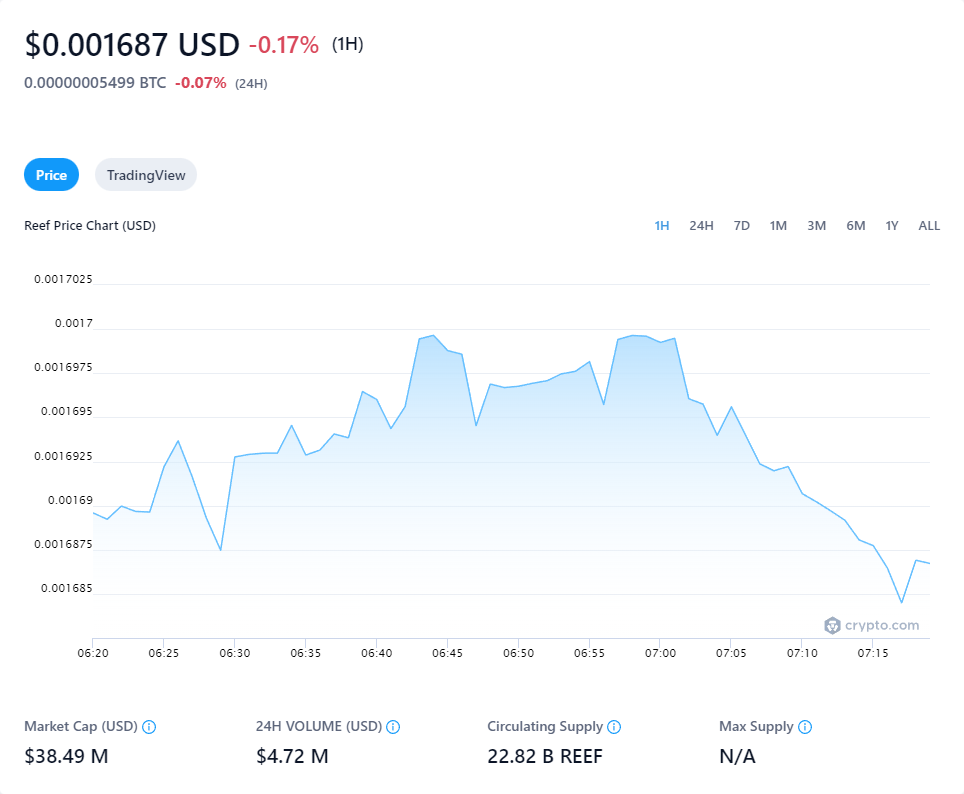 $0.001687 USD -0.17% (1H)
0.00000005499 BTC -0.07% (24H)
Price TradingView
Reef Price Chart (USD) 1H 24H 7D 1M 3M 6M 1Y ALL
0.0017025
0.0017
0.0016975
0.001695
0.0016925
0.00169
0.0016875
0.001685
crypto.com
06:20 06:25 06:30 06:35 06:40 06:45 06:50 06:55 07:00 07:05 07:10 07:15
Market Cap (USD) 24H VOLUME (USD) Circulating Supply Max Supply
$38.49 M $4.72 M 22.82 B REEF N/A